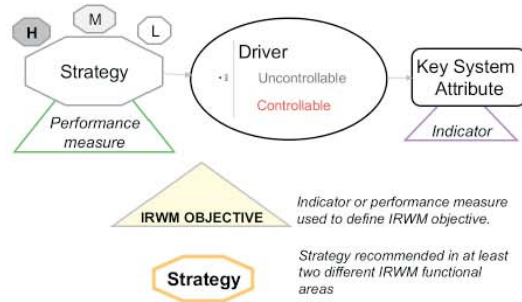 H
M
L
Strategy
Performance
measure
Driver
Uncontrollable
Controllable
Key System
Attribute
Indicator
IRWM OBJECTIVE
Indicator or performance measure
used to define IRWM objective.
Strategy
Strategy recommended in at least
two different IRWM functional
areas